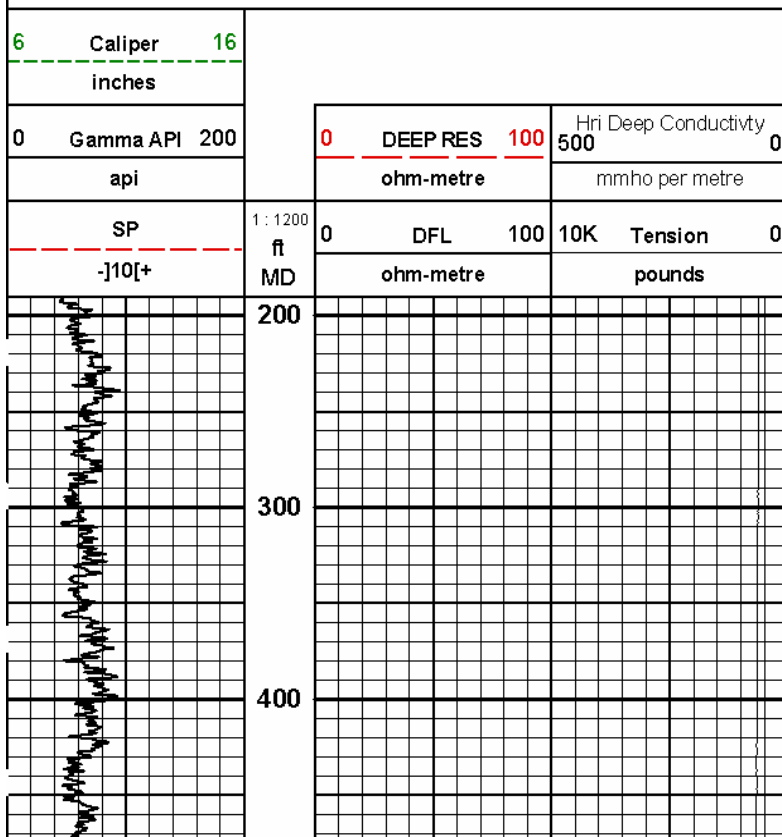 6 Caliper 16
inches
0 Gamma API 200
api
SP
-]10[+
1 : 1200
ft
MD
0 DEEP RES 100
ohm-metre
0 DFL 100
ohm-metre
Hri Deep Conductivty
500 0
mmho per metre
10K Tension 0
pounds
200
300
400